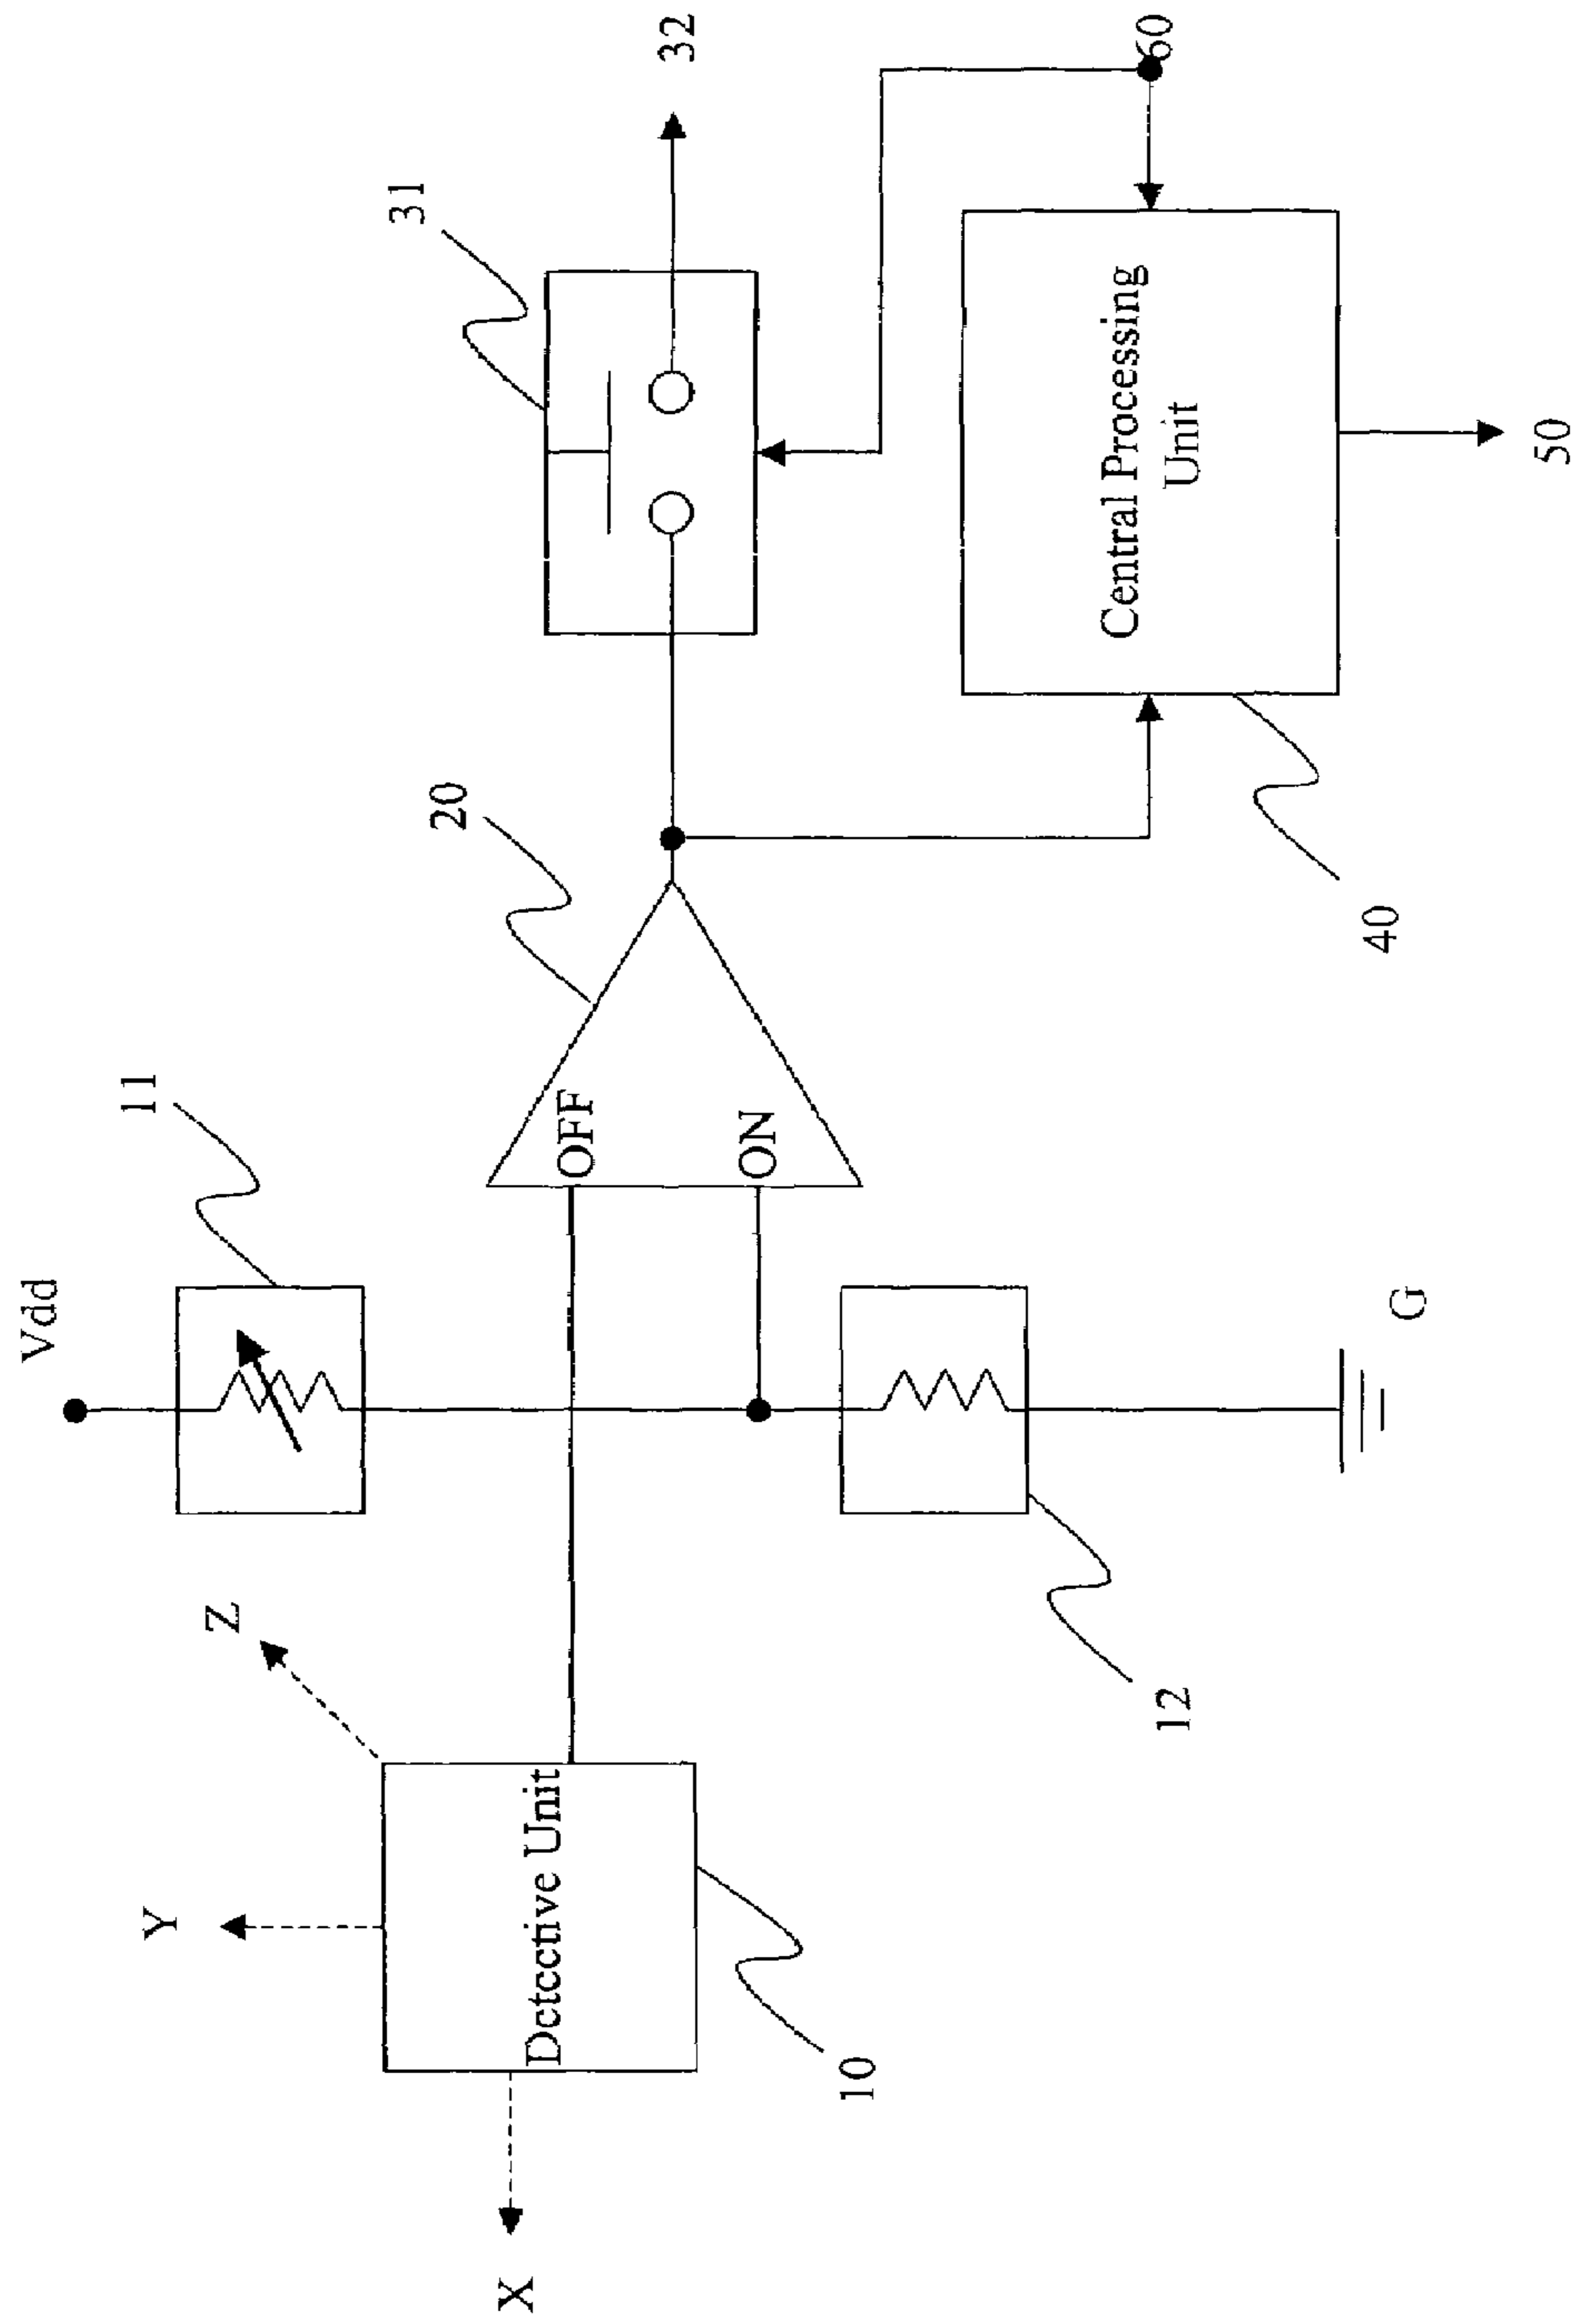 Vdd
11
Y
Z
31
20
X
Detective Unit
OFF
32
ON
10
Central Processing
Unit
60
12
40
G
50